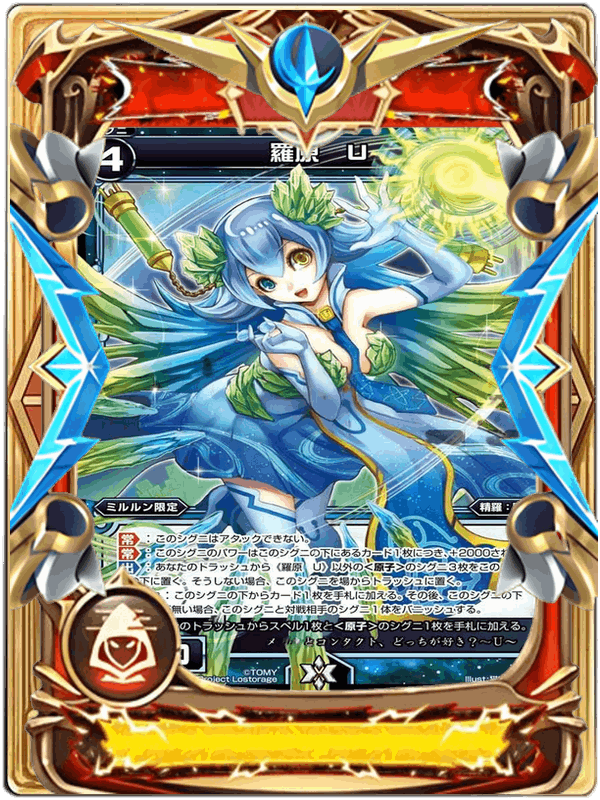 4
羅原 U
ミルルン限定
精羅:
常:このシグニはアタックできない。
常:このシグニのパワーはこのシグニの下にあるカード1枚につき、+2000され
出:あなたのトラッシュから《羅原 U》以外の<原子>のシグニ3枚をこの
下に置く。そうしない場合、このシグニを場からトラッシュに置く。
:このシグニの下からカード1枚を手札に加える。その後、このシグニの下
無い場合、このシグニと対戦相手のシグニ1体をバニッシュする。
のトラッシュからスペル1枚と<原子>のシグニ1枚を手札に加える。
とコンタクト、どっちが好き?~U~
©TOMY
roject Lostorage
Illust: